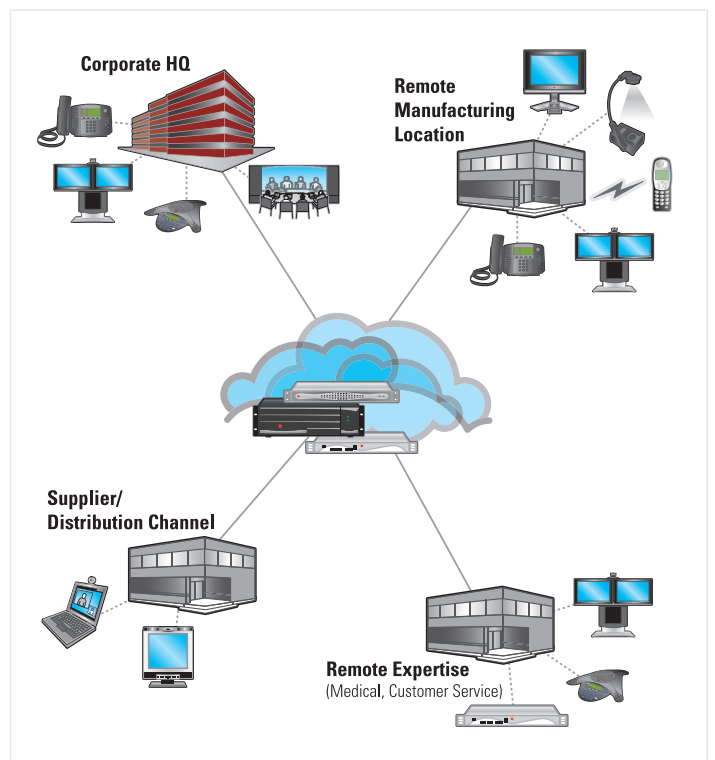 Corporate HQ
Remote
Manufacturing
Location
Supplier/
Distribution Channel
Remote Expertise
(Medical, Customer Service)